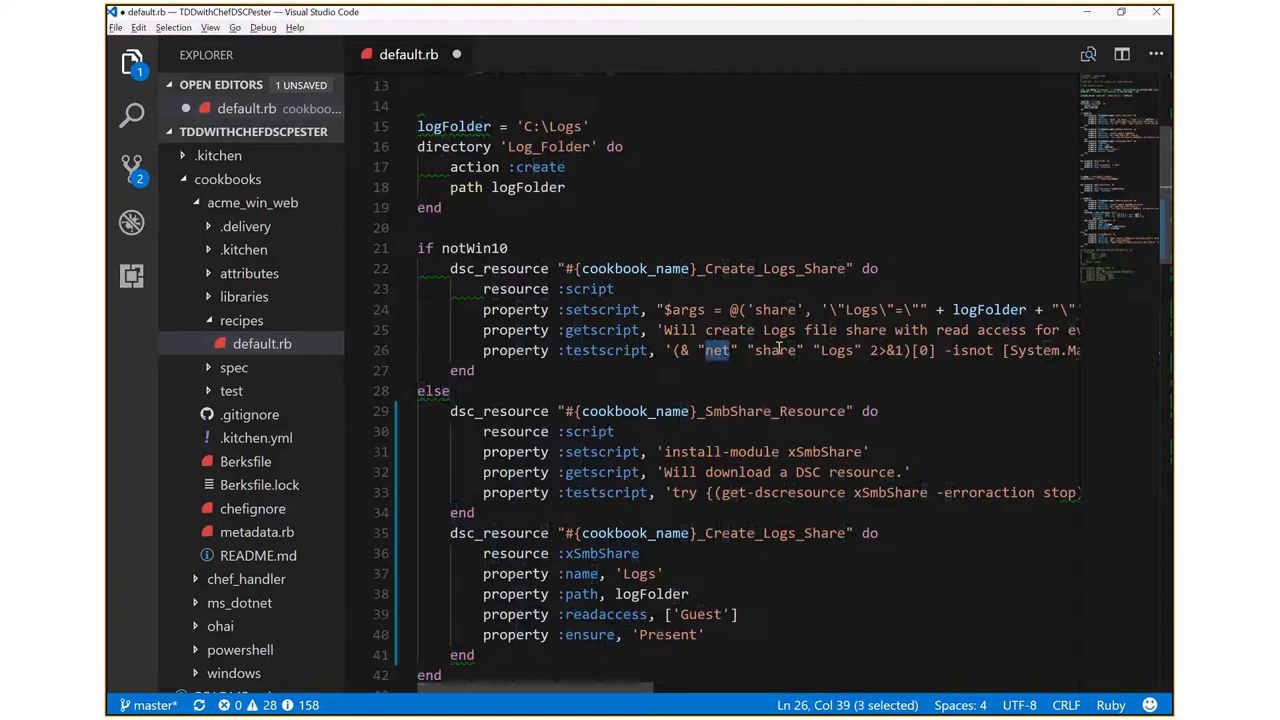 default.rb — TDDwithChefDSCPester — Visual Studio Code
File Edit Selection View Go Debug Help
EXPLORER
OPEN EDITORS 1 UNSAVED
default.rb cookboo...
TDDWITHCHEFDSCPESTER
.kitchen
cookbooks
acme_win_web
.delivery
.kitchen
attributes
libraries
recipes
default.rb
spec
test
.gitignore
.kitchen.yml
Berksfile
Berksfile.lock
chefignore
metadata.rb
README.md
chef_handler
ms_dotnet
ohai
powershell
windows
1
2
default.rb
13
14
15 logFolder = 'C:\Logs'
16 directory 'Log_Folder' do
17 action :create
18 path logFolder
19 end
20
21 if notWin10
22 dsc_resource "#{cookbook_name}_Create_Logs_Share" do
23 resource :script
24 property :setscript, "$args = @('share', '\"Logs\"=\"" + logFolder + "\"
25 property :getscript, 'Will create Logs file share with read access for ev
26 property :testscript, '(& "net" "share" "Logs" 2>&1)[0] -isnot [System.Ma
27 end
28 else
29 dsc_resource "#{cookbook_name}_SmbShare_Resource" do
30 resource :script
31 property :setscript, 'install-module xSmbShare'
32 property :getscript, 'Will download a DSC resource.'
33 property :testscript, 'try {(get-dscresource xSmbShare -erroraction stop)
34 end
35 dsc_resource "#{cookbook_name}_Create_Logs_Share" do
36 resource :xSmbShare
37 property :name, 'Logs'
38 property :path, logFolder
39 property :readaccess, ['Guest']
40 property :ensure, 'Present'
41 end
42 end
master* 0 28 158 Ln 26, Col 39 (3 selected) Spaces: 4 UTF-8 CRLF Ruby